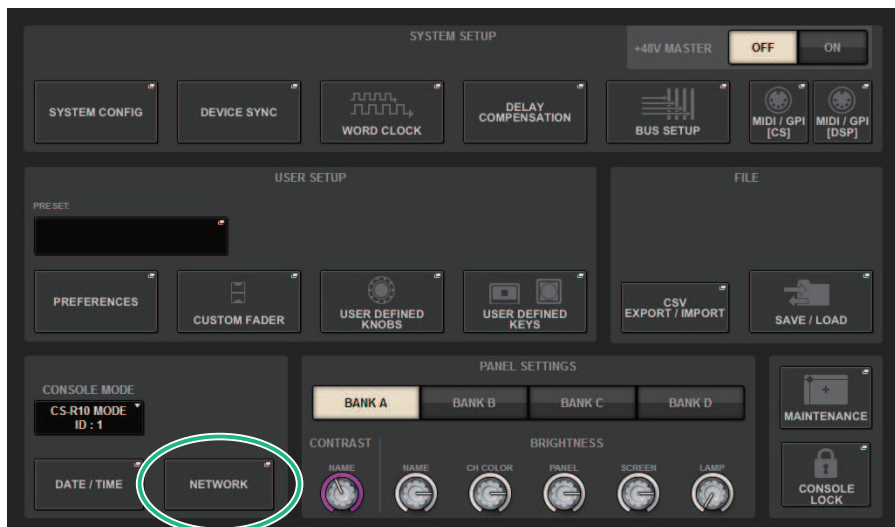 SYSTEM SETUP
+48V MASTER
OFF
ON
SYSTEM CONFIG
DEVICE SYNC
WORD CLOCK
DELAY
COMPENSATION
BUS SETUP
MIDI / GPI
[CS]
MIDI / GPI
[DSP]
USER SETUP
PRESET
PREFERENCES
CUSTOM FADER
USER DEFINED
KNOBS
USER DEFINED
KEYS
FILE
CSV
EXPORT / IMPORT
SAVE / LOAD
CONSOLE MODE
CS-R10 MODE
ID : 1
DATE / TIME
NETWORK
PANEL SETTINGS
BANK A
BANK B
BANK C
BANK D
CONTRAST
BRIGHTNESS
NAME
NAME
CH COLOR
PANEL
SCREEN
LAMP
MAINTENANCE
CONSOLE
LOCK